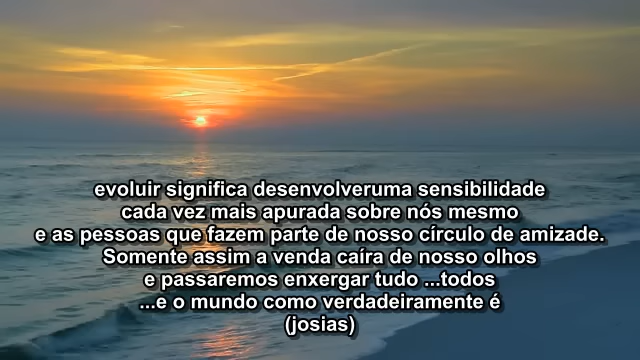 evoluir significa desenvolveruma sensibilidade
cada vez mais apurada sobre nós mesmo
e as pessoas que fazem parte de nosso círculo de amizade.
Somente assim a venda caíra de nosso olhos
e passaremos enxergar tudo ...todos
...e o mundo como verdadeiramente é
(josias)